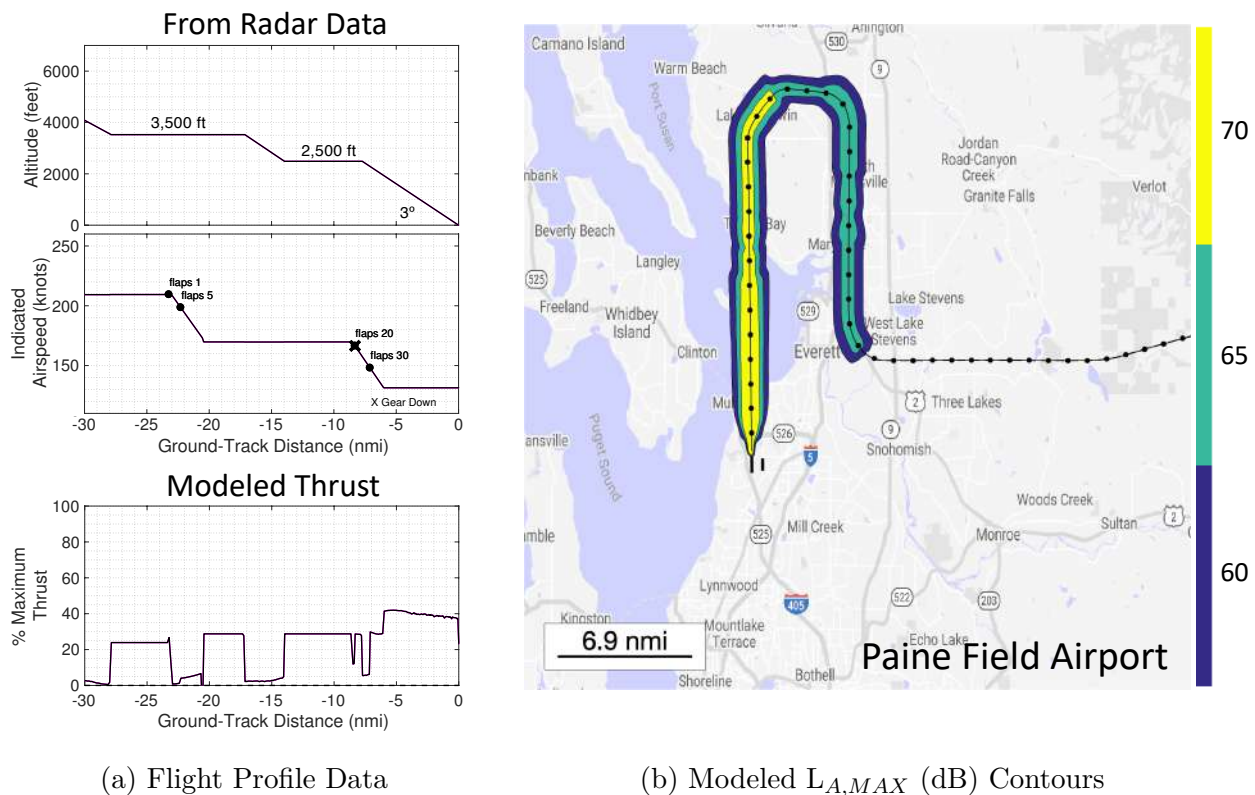 From Radar Data
6000
4000
2000
0
Altitude (feet)
3,500 ft
2,500 ft
3º
250
200
150
Indicated
Airspeed (knots)
flaps 1
flaps 5
flaps 20
flaps 30
X Gear Down
-30 -25 -20 -15 -10 -5 0
Ground-Track Distance (nmi)
Modeled Thrust
100
80
60
40
20
0
% Maximum
Thrust
-30 -25 -20 -15 -10 -5 0
Ground-Track Distance (nmi)
(a) Flight Profile Data
Camano Island
Arlington
530
9
Warm Beach
Port Susan
Jordan
Road-Canyon
Creek
Granite Falls
Verlot
Beverly Beach
Langley
525
Freeland
Whidbey
Island
Clinton
529
Everett
Lake Stevens
West Lake
Stevens
2
Three Lakes
526
5
9
Snohomish
Puget Sound
Woods Creek
Sultan
2
Monroe
Mill Creek
525
Lynnwood
405
522
203
Kingston
Mountlake
Terrace
Echo Lake
Shoreline
Bothell
6.9 nmi
Paine Field Airport
70
65
60
(b) Modeled L_{A,MAX} (dB) Contours